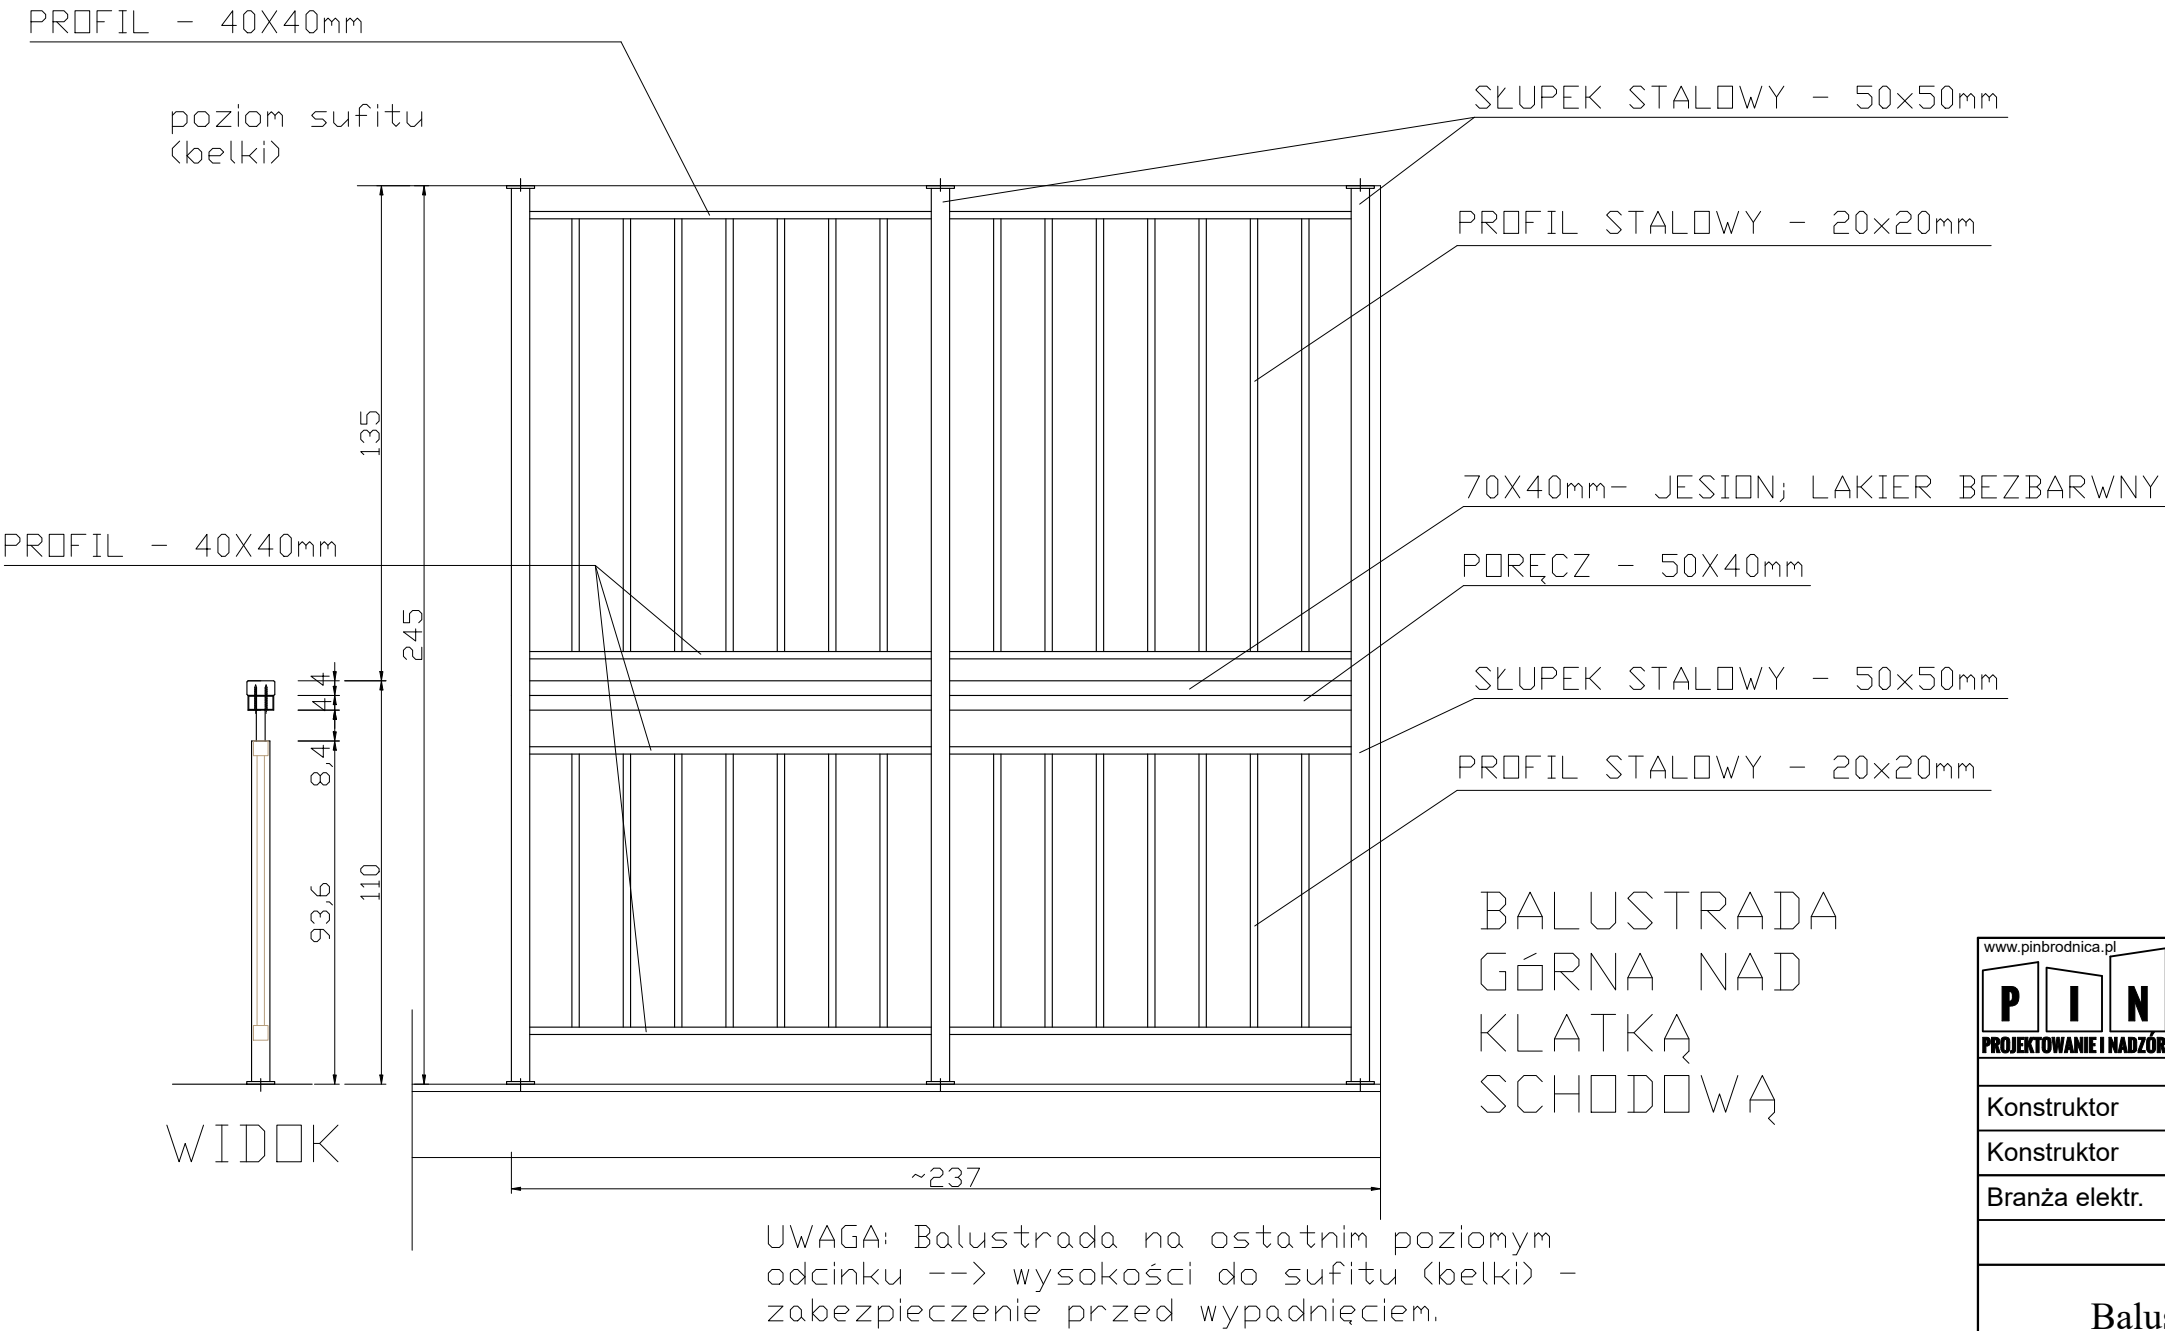 PROFIL - 40X40mm
poziom sufitu
(belki)
SŁUPEK STALOWY - 50x50mm
PROFIL STALOWY - 20x20mm
135
70X40mm- JESION; LAKIER BEZBARWNY
PROFIL - 40X40mm
PORĘCZ - 50X40mm
245
4
4
SŁUPEK STALOWY - 50x50mm
8,4
PROFIL STALOWY - 20x20mm
110
93,6
BALUSTRADA
GóRNA NAD
KLATKĄ
SCHODOWĄ
WIDOK
~237
UWAGA: Balustrada na ostatnim poziomym
odcinku --> wysokości do sufitu (belki) -
zabezpieczenie przed wypadnięciem.
www.pinbrodnica.pl
P I N
PROJEKTOWANIE I NADZÓR
Konstruktor
Konstruktor
Branża elektr.
Balus